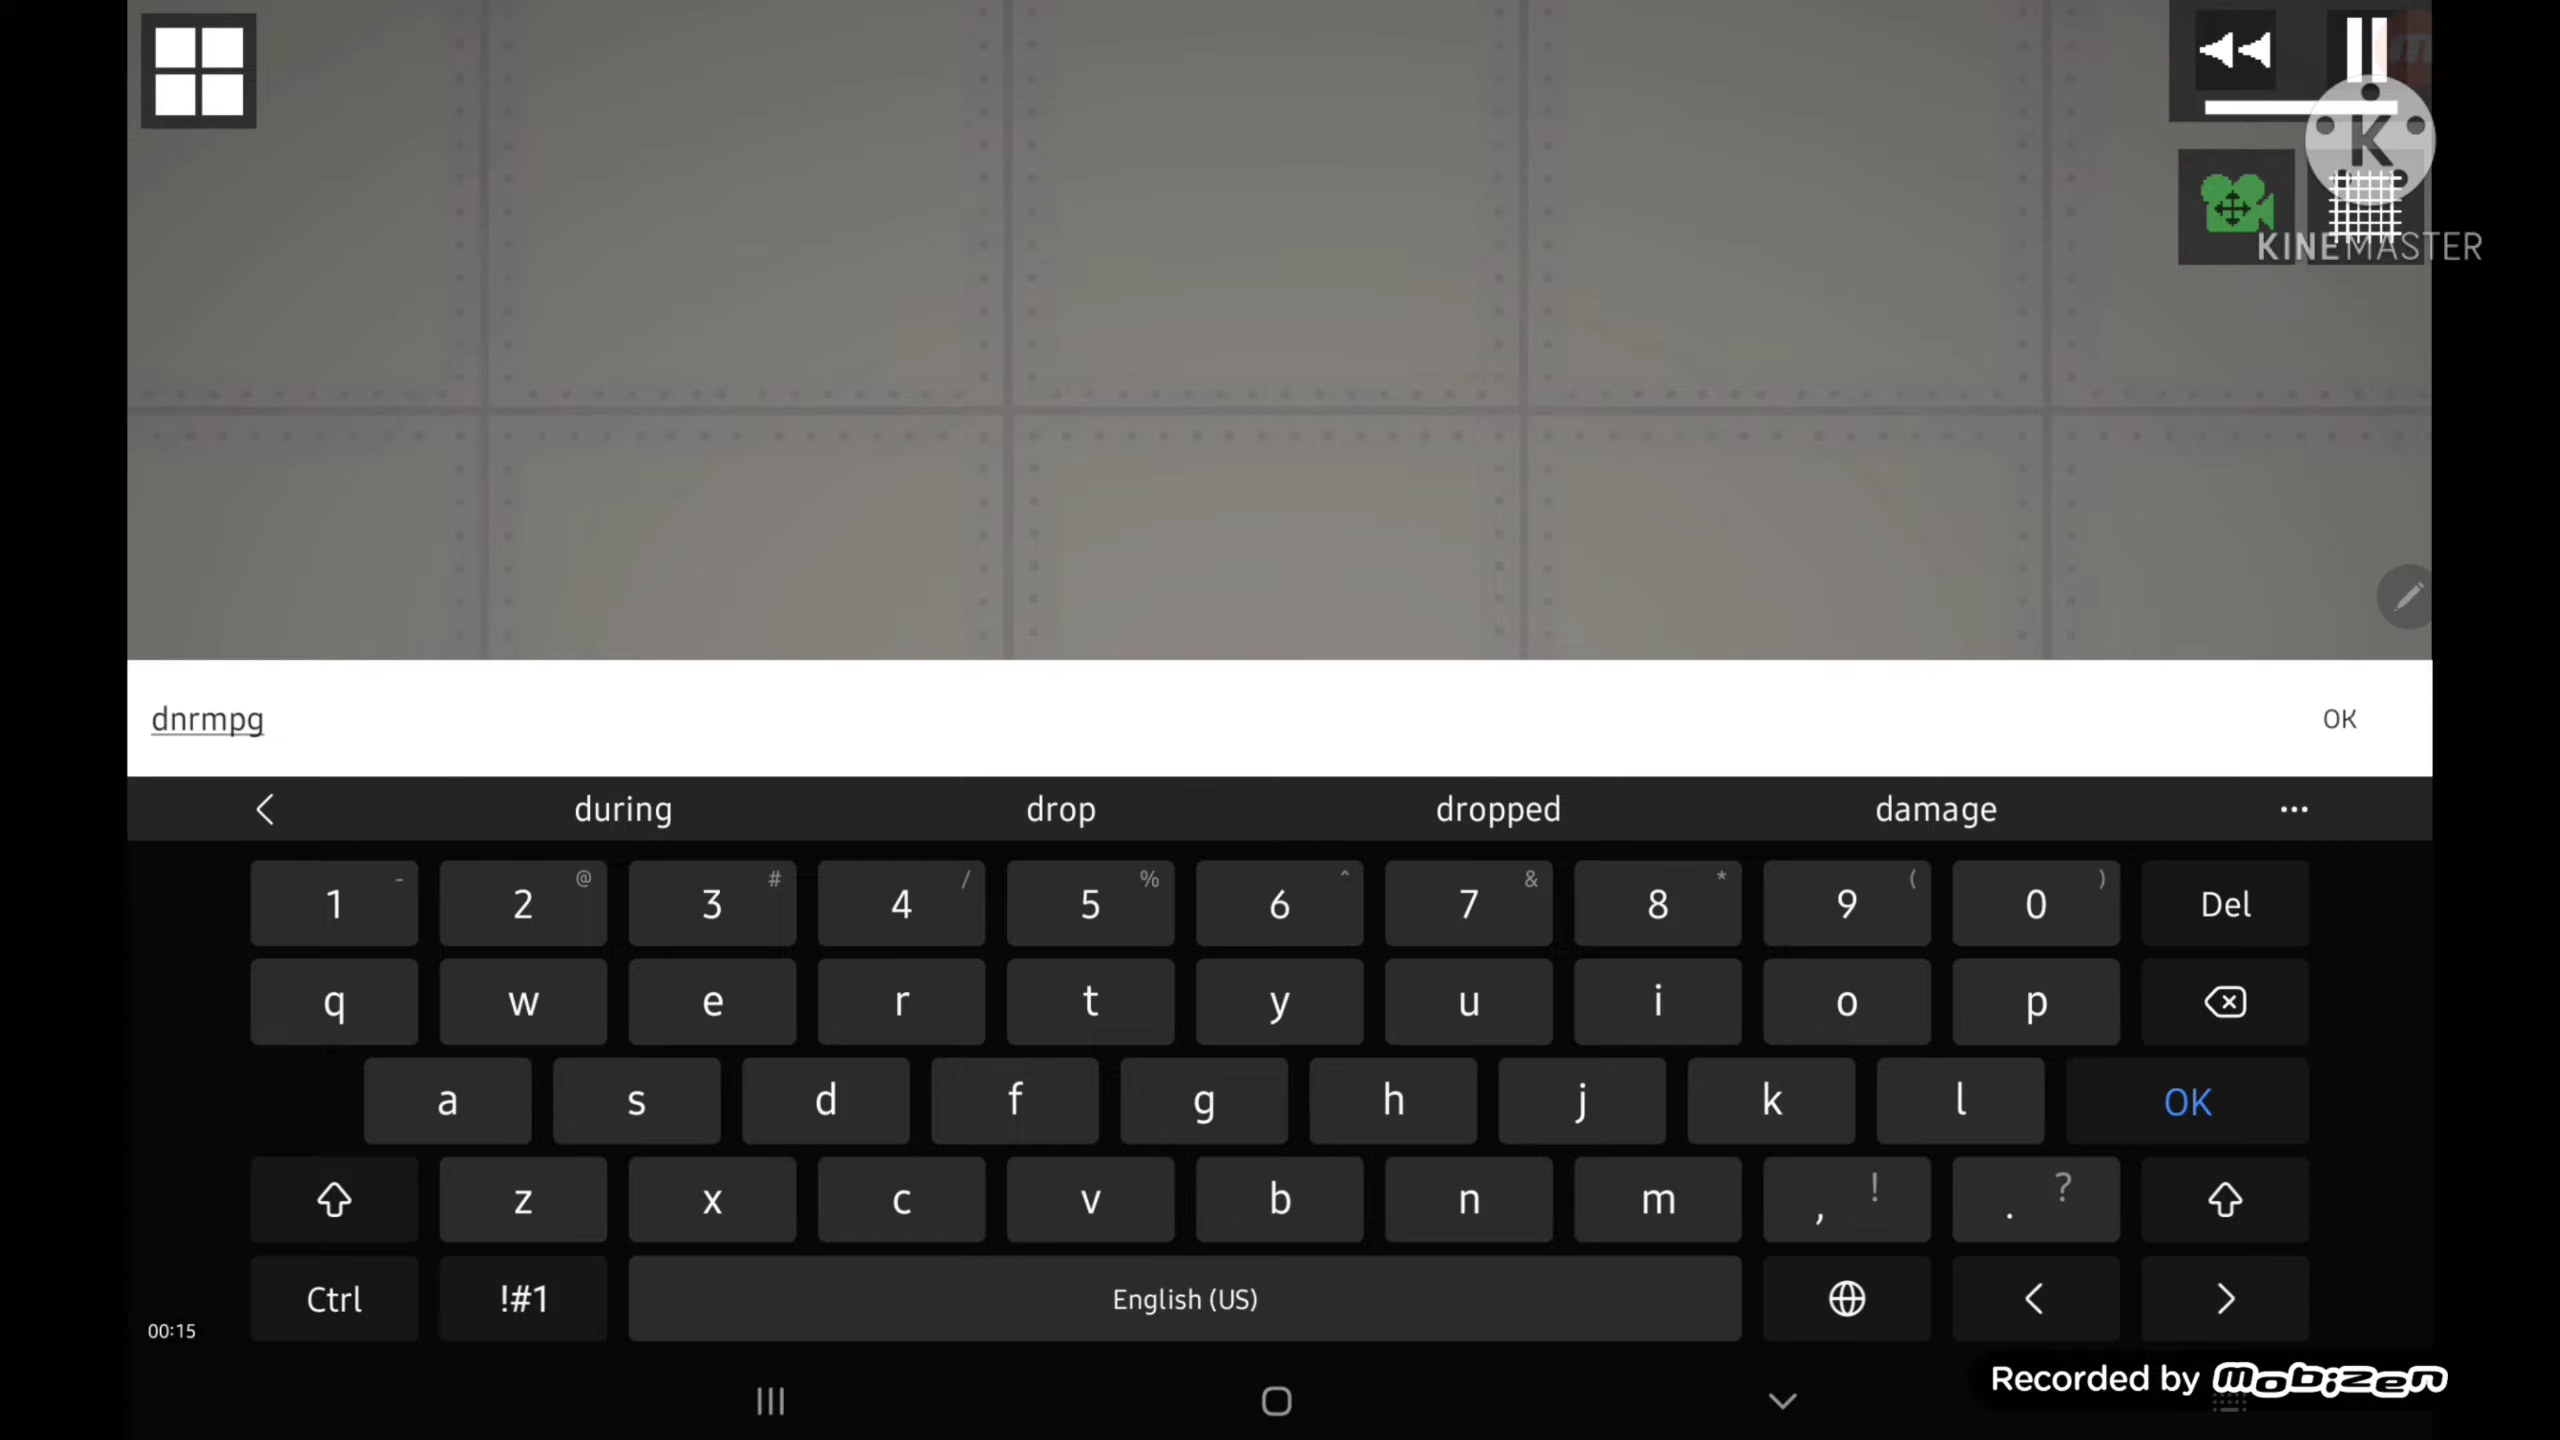 K
KINEMASTER
dnrmpg
OK
during drop dropped damage ...
1 - 2 @ 3 # 4 / 5 % 6 ^ 7 & 8 * 9 ( 0 ) Del
q w e r t y u i o p
a s d f g h j k l OK
z x c v b n m , ! . ?
Ctrl !#1 English (US) < >
00:15
Recorded by mobizen